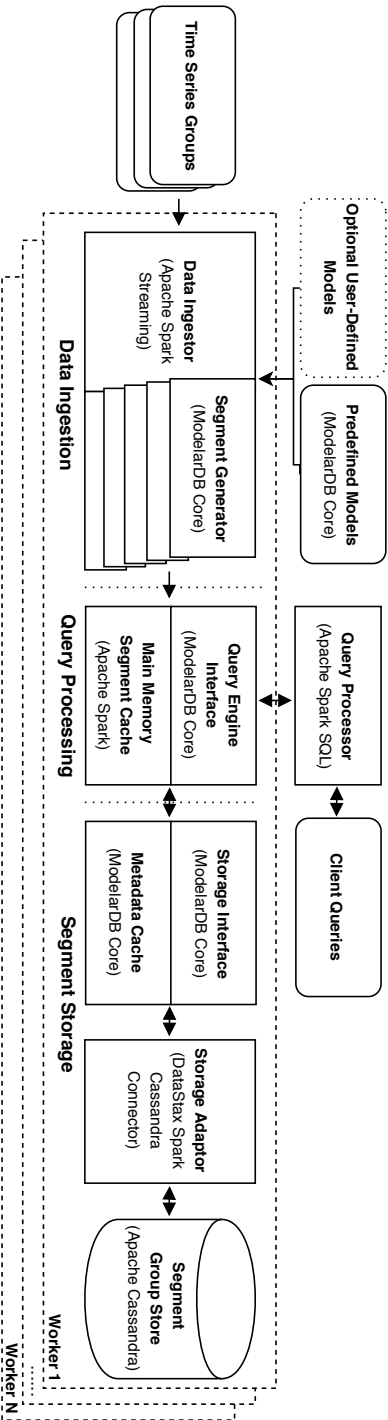 Time Series Groups
Optional User-Defined
Models
Predefined Models
(ModelarDB Core)
Query Processor
(Apache Spark SQL)
Client Queries
Data Ingestor
(Apache Spark
Streaming)
Segment Generator
(ModelarDB Core)
Query Engine
Interface
(ModelarDB Core)
Main Memory
Segment Cache
(Apache Spark)
Storage Interface
(ModelarDB Core)
Metadata Cache
(ModelarDB Core)
Storage Adaptor
(DataStax Spark
Cassandra
Connector)
Segment
Group Store
(Apache Cassandra)
Data Ingestion
Query Processing
Segment Storage
Worker 1
......
Worker N